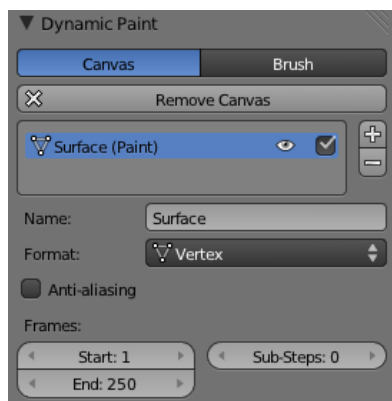 Dynamic Paint
Canvas Brush
Remove Canvas
Surface (Paint)
Name: Surface
Format: Vertex
Anti-aliasing
Frames:
Start: 1 Sub-Steps: 0
End: 250